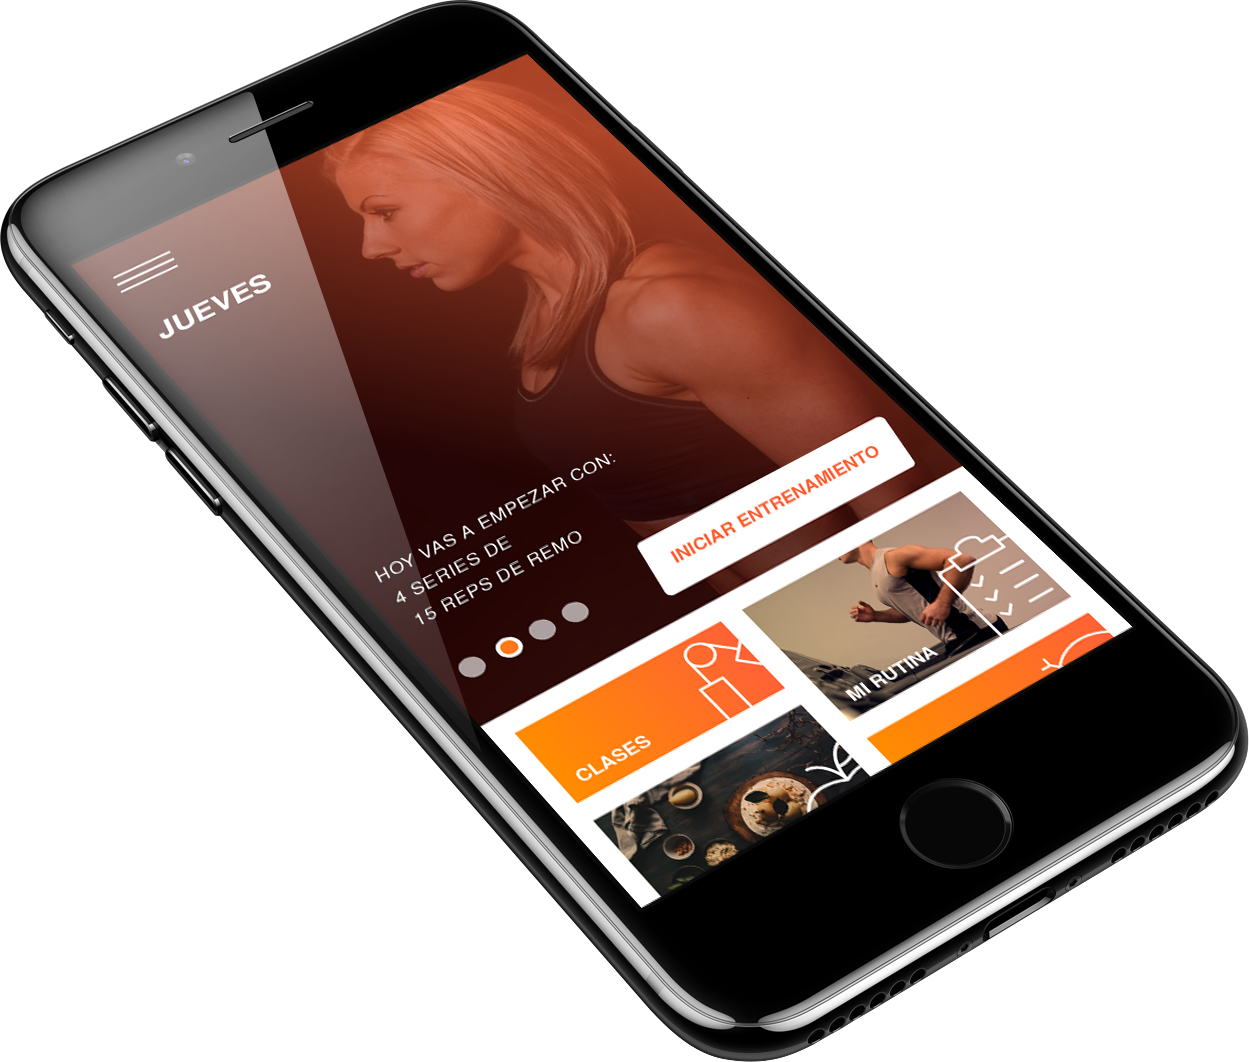 JUEVES
HOY VAS A EMPEZAR CON:
4 SERIES DE
15 REPS DE REMO
INICIAR ENTRENAMIENTO
CLASES
MI RUTINA